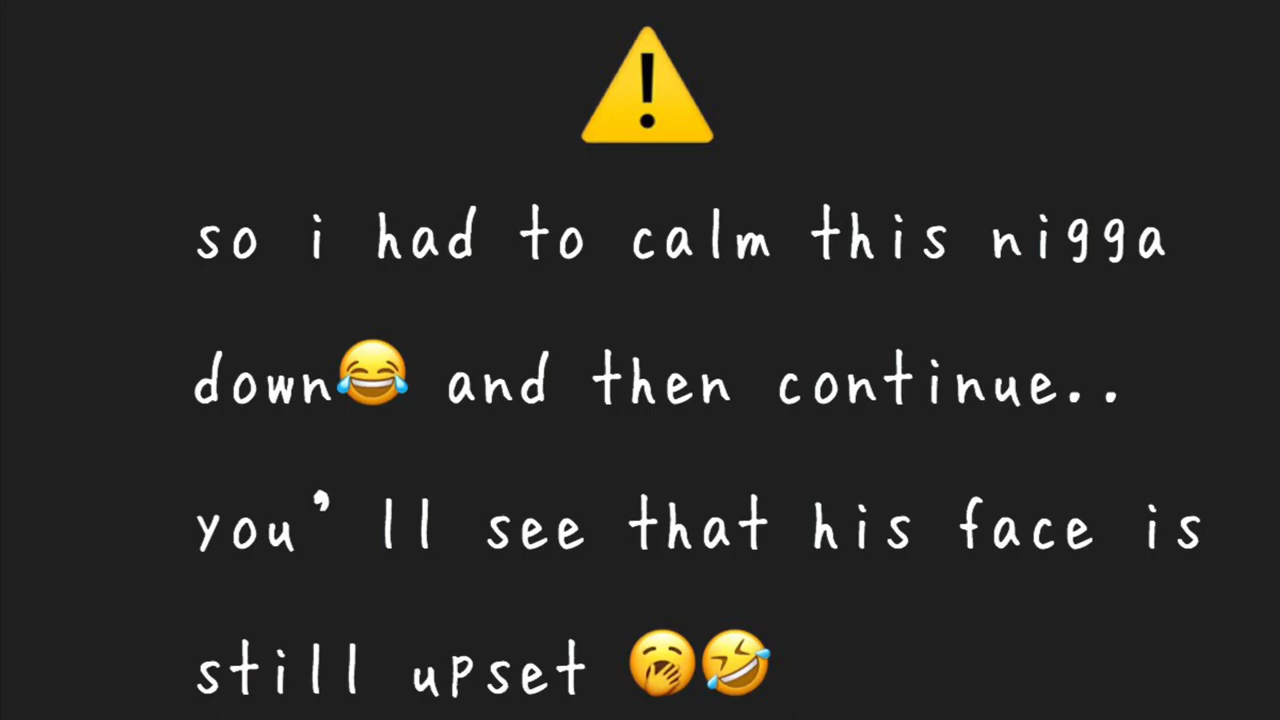 so i had to calm this nigga
down😂 and then continue..
you’ll see that his face is
still upset 🥱🤣